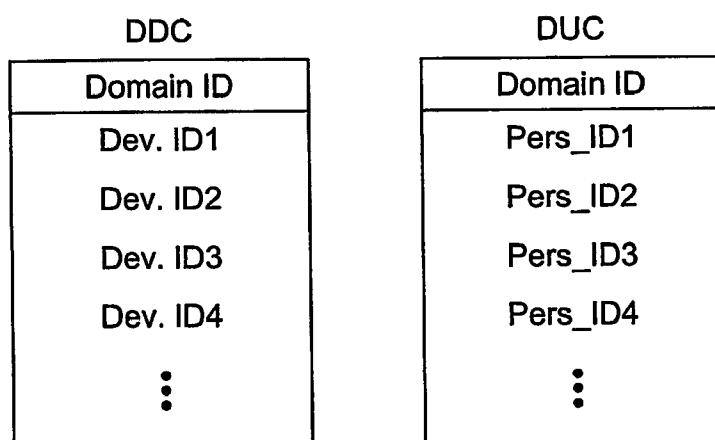 DDC
Domain ID
Dev. ID1
Dev. ID2
Dev. ID3
Dev. ID4
DUC
Domain ID
Pers_ID1
Pers_ID2
Pers_ID3
Pers_ID4